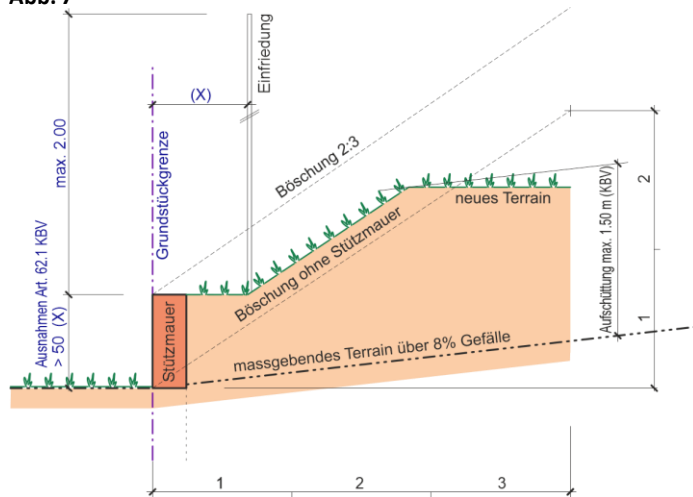 Abb. 7
max. 2.00
Ausnahmen Art. 62.1 KBV
> 50 (X)
Grundstückgrenze
(X)
Einfriedung
Böschung 2:3
Böschung ohne Stützmauer
neues Terrain
Aufschüttung max. 1.50 m (KBV)
2
1
Stützmauer
massgebendes Terrain über 8% Gefälle
1
2
3